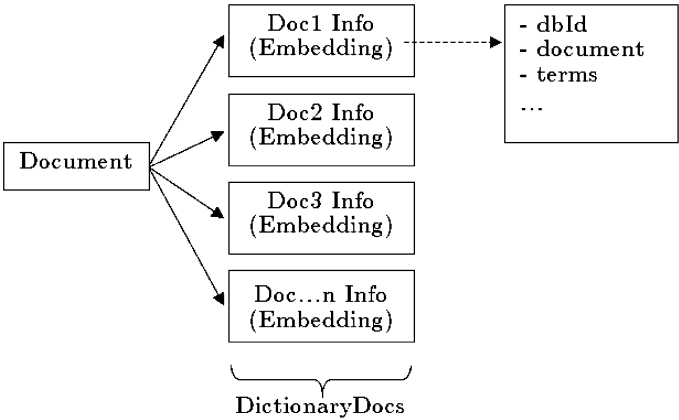 Document
Doc1 Info
(Embedding)
Doc2 Info
(Embedding)
Doc3 Info
(Embedding)
Doc...n Info
(Embedding)
DictionaryDocs
- dbId
- document
- terms
...